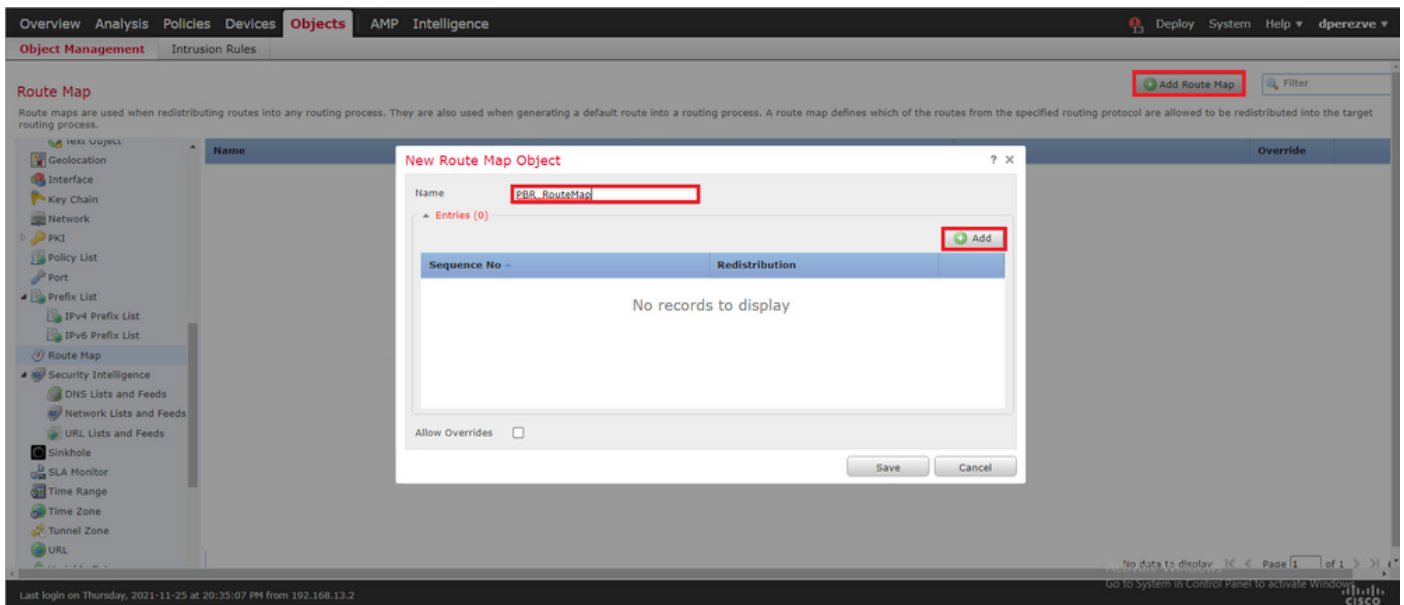 Overview Analysis Policies Devices Objects AMP Intelligence
13 Deploy System Help dperezve
Object Management Intrusion Rules
Route Map
Add Route Map
Filter
Route maps are used when redistributing routes into any routing process. They are also used when generating a default route into a routing process. A route map defines which of the routes from the specified routing protocol are allowed to be redistributed into the target
routing process.
Text Object
Geolocation
Interface
Key Chain
Network
PKI
Policy List
Port
Prefix List
IPv4 Prefix List
IPv6 Prefix List
Route Map
Security Intelligence
DNS Lists and Feeds
Network Lists and Feeds
URL Lists and Feeds
Sinkhole
SLA Monitor
Time Range
Time Zone
Tunnel Zone
URL
Name
Override
New Route Map Object
? ×
Name
PBR_RouteMap
Entries (0)
Add
Sequence No Redistribution
No records to display
Allow Overrides
Save Cancel
No data to display |< < Page 1 of 1 > >|
Activate Windows
Go to System in Control Panel to activate Windows.
Last login on Thursday, 2021-11-25 at 20:35:07 PM from 192.168.13.2
CISCO